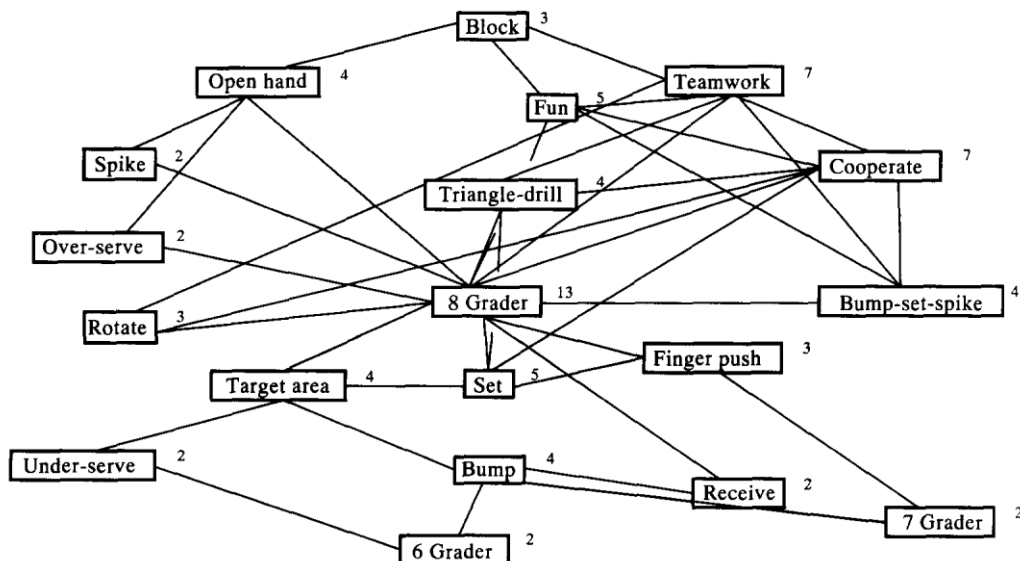 Block 3
Open hand 4
Teamwork 7
Fun 5
Spike 2
Cooperate 7
Triangle-drill 4
Over-serve 2
8 Grader 13
Bump-set-spike 4
Rotate 3
Finger push 3
Target area 4
Set 5
Under-serve 2
Bump 4
Receive 2
7 Grader 2
6 Grader 2